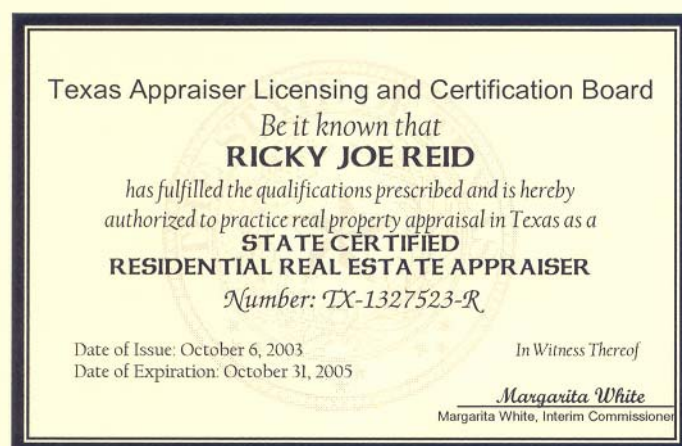 Texas Appraiser Licensing and Certification Board
Be it known that
RICKY JOE REID
has fulfilled the qualifications prescribed and is hereby
authorized to practice real property appraisal in Texas as a
STATE CERTIFIED
RESIDENTIAL REAL ESTATE APPRAISER
Number: TX-1327523-R
Date of Issue: October 6, 2003
Date of Expiration: October 31, 2005
In Witness Thereof
Margarita White
Margarita White, Interim Commissioner